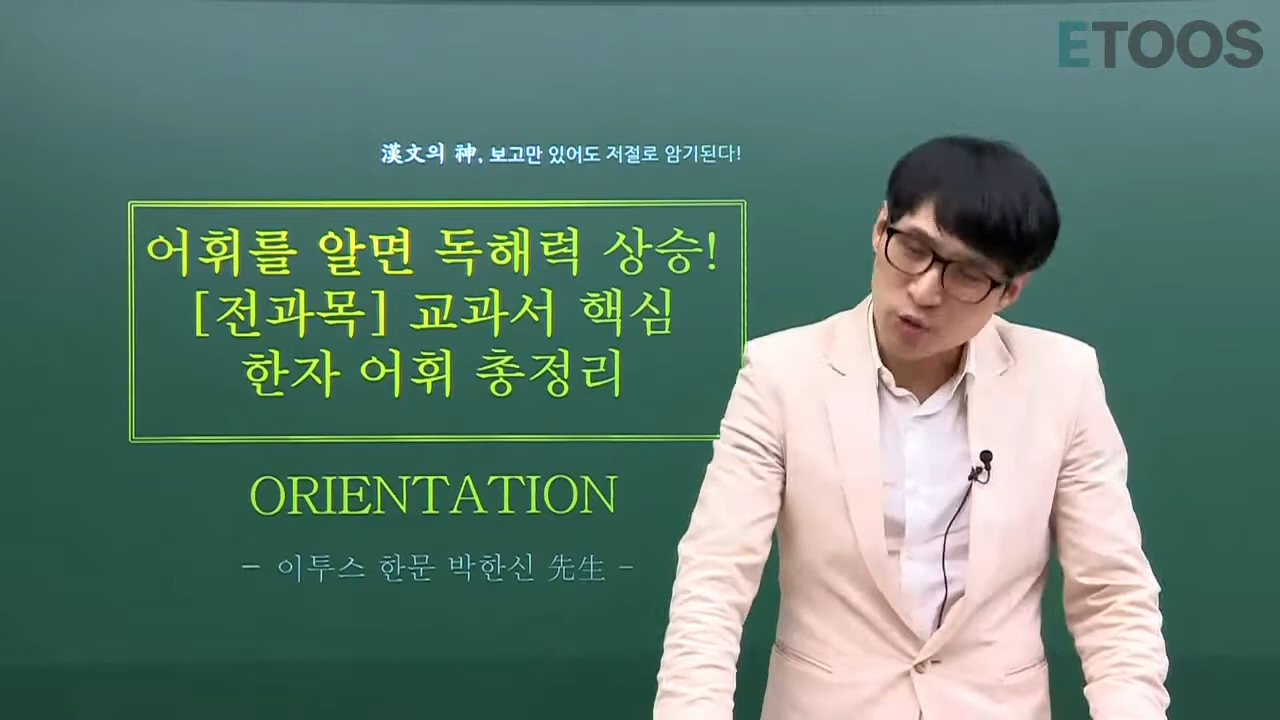 ETOOS
漢文의 神, 보고만 있어도 저절로 암기된다!
어휘를 알면 독해력 상승!
[전과목] 교과서 핵심
한자 어휘 총정리
ORIENTATION
- 이투스 한문 박한신 先生 -